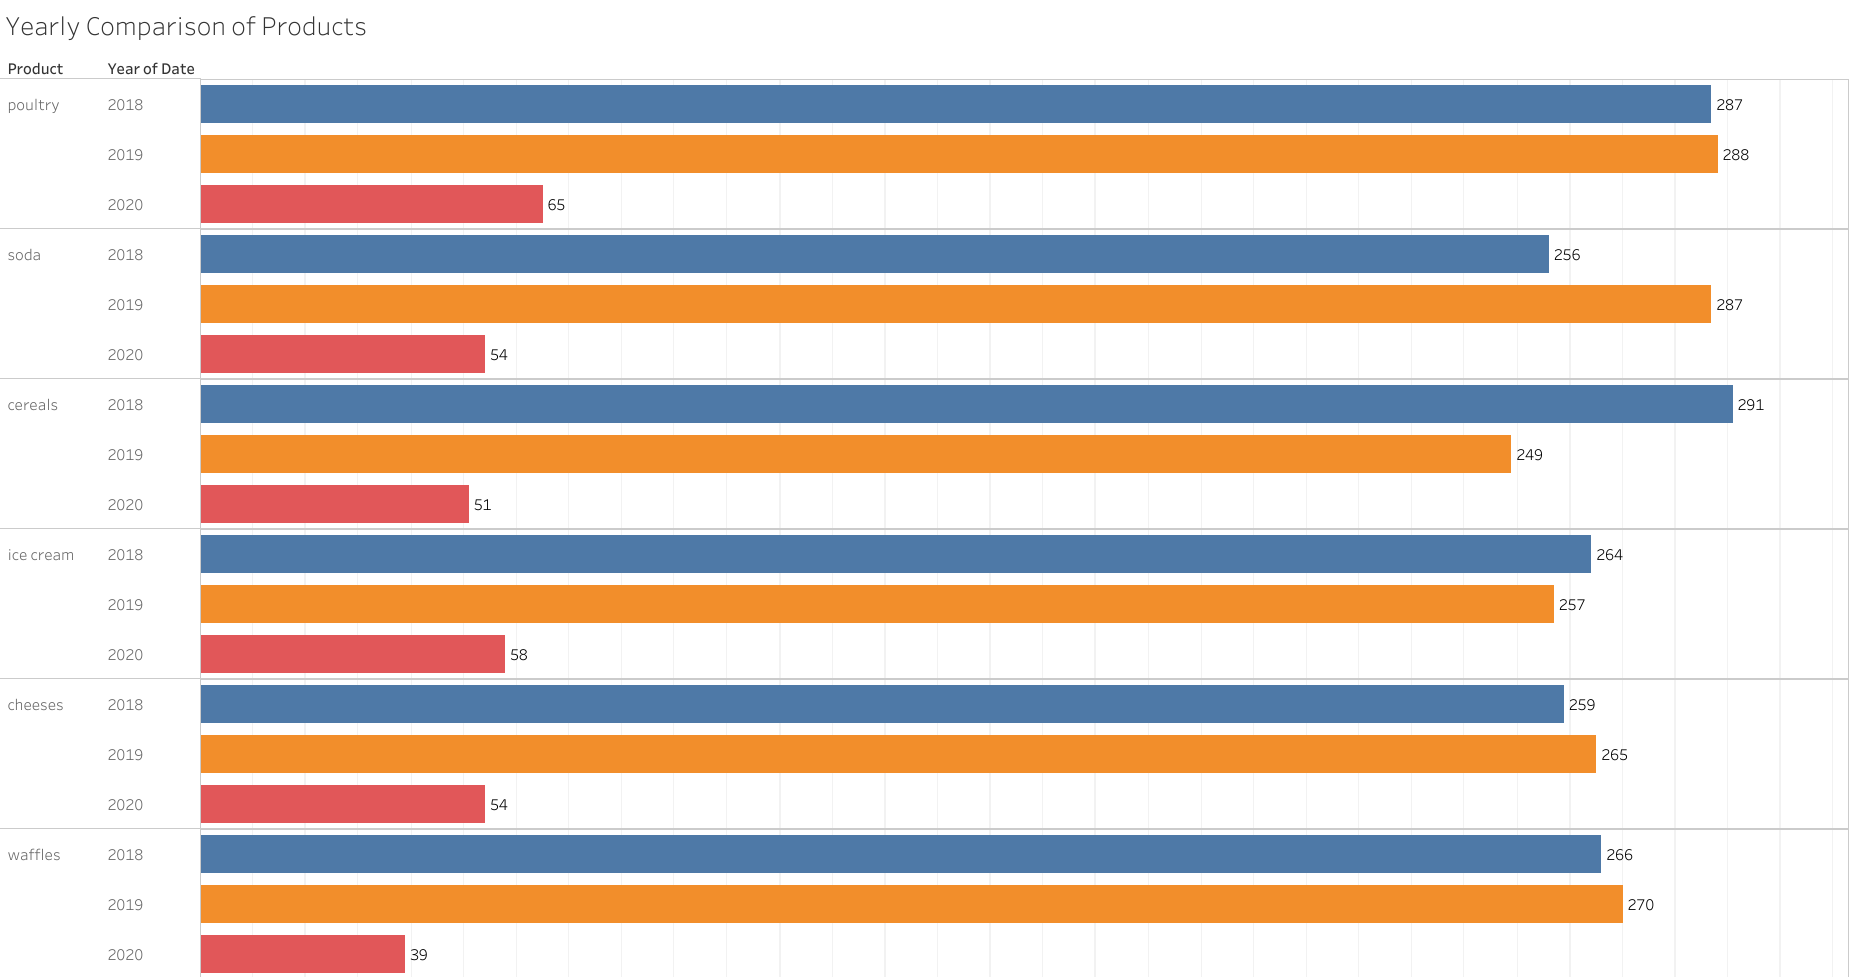 Yearly Comparison of Products
Product Year of Date
poultry 2018 287
2019 288
2020 65
soda 2018 256
2019 287
2020 54
cereals 2018 291
2019 249
2020 51
ice cream 2018 264
2019 257
2020 58
cheeses 2018 259
2019 265
2020 54
waffles 2018 266
2019 270
2020 39